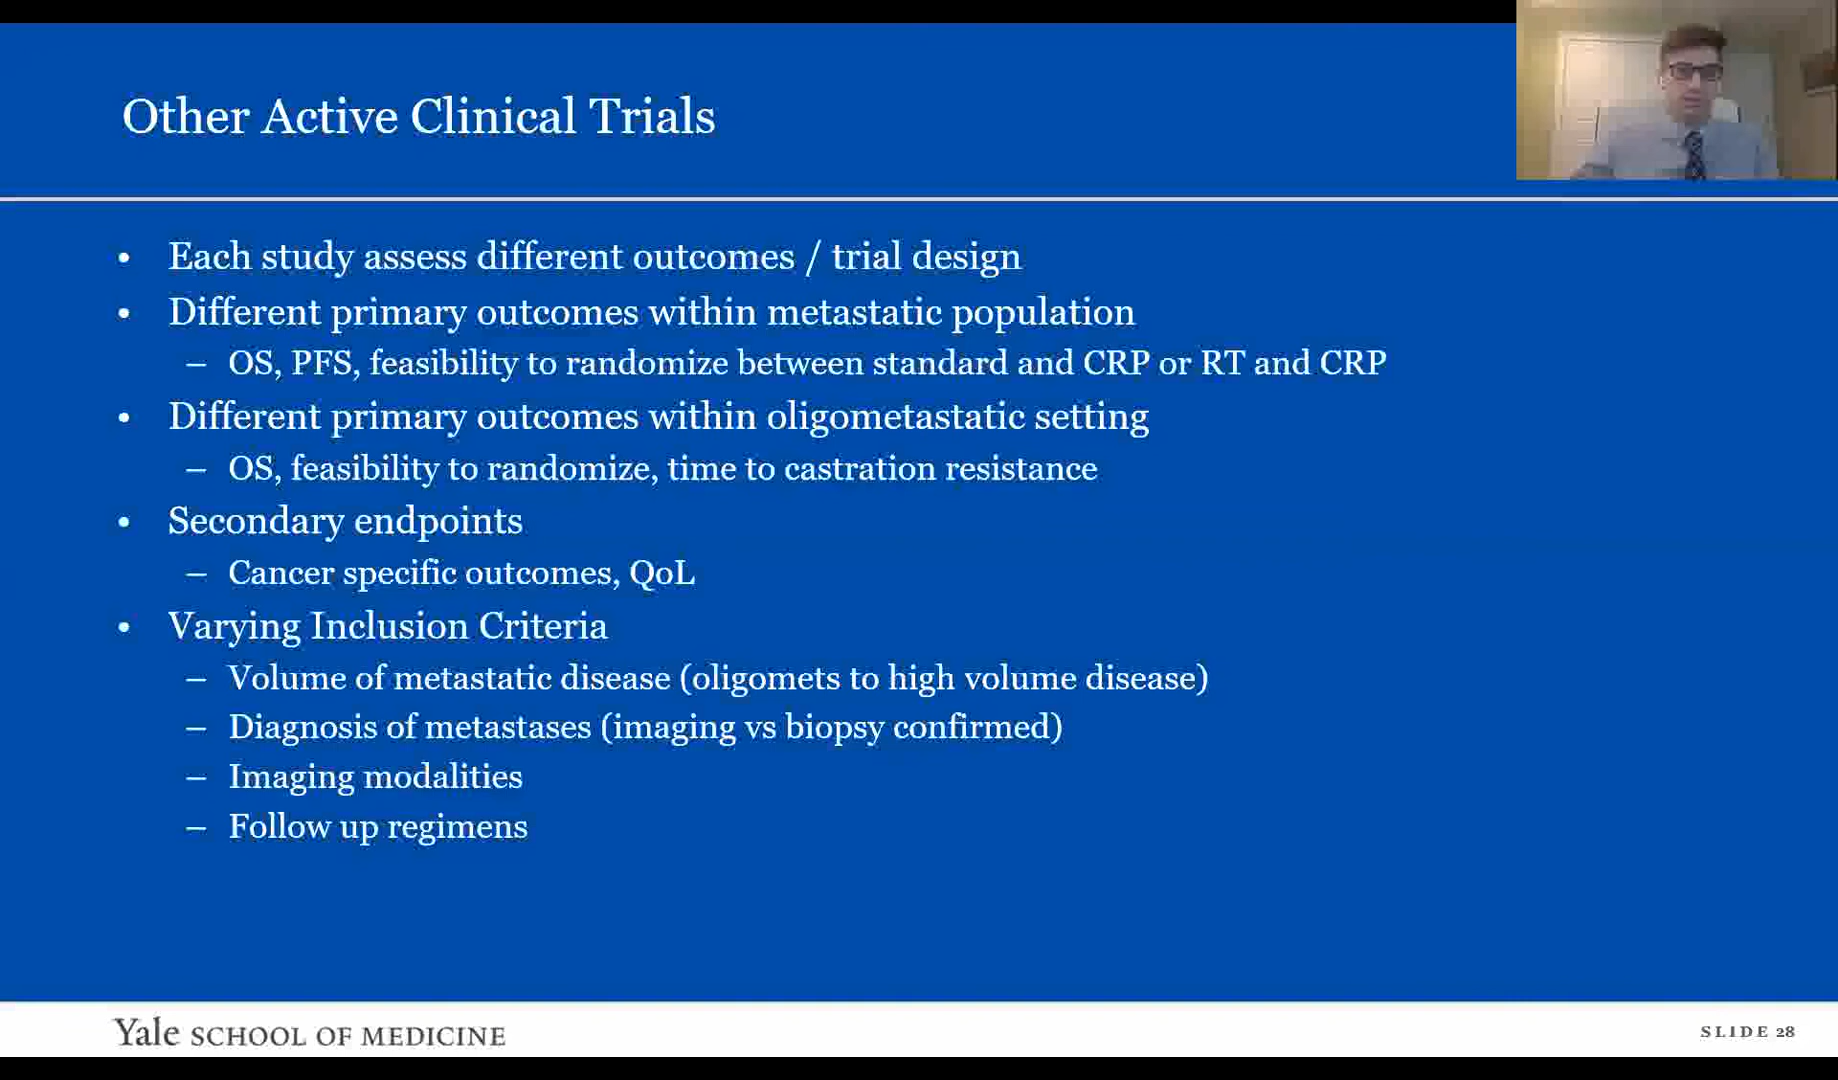 Other Active Clinical Trials
• Each study assess different outcomes / trial design
• Different primary outcomes within metastatic population
– OS, PFS, feasibility to randomize between standard and CRP or RT and CRP
• Different primary outcomes within oligometastatic setting
– OS, feasibility to randomize, time to castration resistance
• Secondary endpoints
– Cancer specific outcomes, QoL
• Varying Inclusion Criteria
– Volume of metastatic disease (oligomets to high volume disease)
– Diagnosis of metastases (imaging vs biopsy confirmed)
– Imaging modalities
– Follow up regimens
Yale SCHOOL OF MEDICINE
SLIDE 28